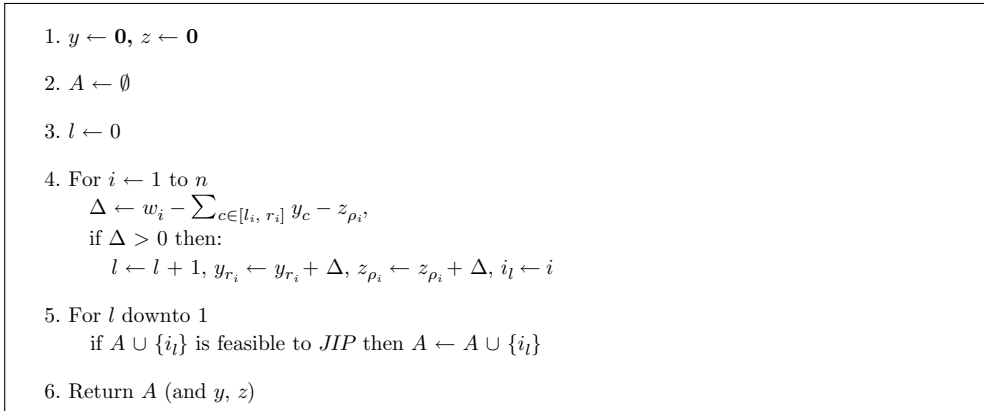 1. y ← 0, z ← 0
2. A ← ∅
3. l ← 0
4. For i ← 1 to n
Δ ← w_i − ∑_{c∈[l_i, r_i]} y_c − z_{ρ_i},
if Δ > 0 then:
l ← l + 1, y_{r_i} ← y_{r_i} + Δ, z_{ρ_i} ← z_{ρ_i} + Δ, i_l ← i
5. For l downto 1
if A ∪ {i_l} is feasible to JIP then A ← A ∪ {i_l}
6. Return A (and y, z)